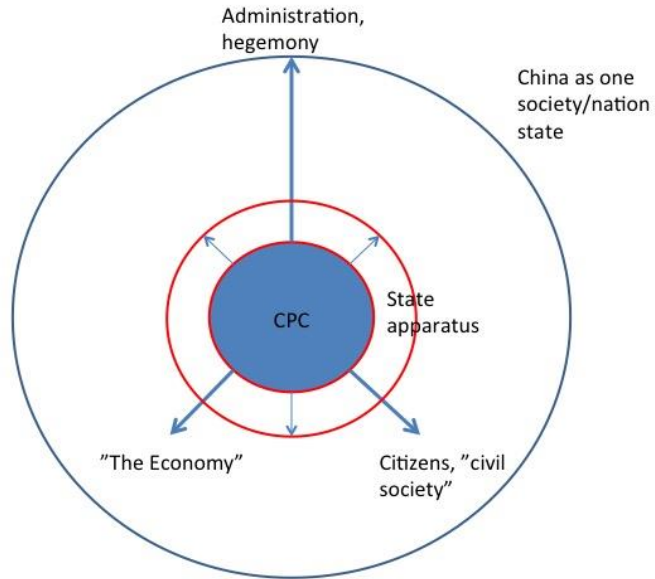 Administration,
hegemony
China as one
society/nation
state
State
apparatus
CPC
”The Economy”
Citizens, ”civil
society”